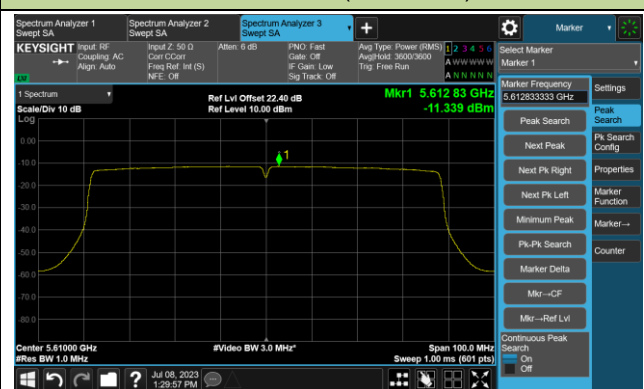 Spectrum Analyzer 1
Swept SA
Spectrum Analyzer 2
Swept SA
Spectrum Analyzer 3
Swept SA
+
Marker
KEYSIGHT
Input: RF
Coupling: AC
Align: Auto
Input Z: 50 Ω
Corr CCorr
Freq Ref: Int (S)
NFE: Off
Atten: 6 dB
PNO: Fast
Gate: Off
IF Gain: Low
Sig Track: Off
Avg Type: Power (RMS)
Avg|Hold: 3600/3600
Trig: Free Run
1 2 3 4 5 6
A W W W W W
A N N N N N
Select Marker
Marker 1
1 Spectrum
Scale/Div 10 dB
Log
Ref Lvl Offset 22.40 dB
Ref Level 10.00 dBm
Mkr1 5.612 83 GHz
-11.339 dBm
0.00
-10.0
-20.0
-30.0
-40.0
-50.0
-60.0
-70.0
-80.0
1
Center 5.61000 GHz
#Res BW 1.0 MHz
#Video BW 3.0 MHz*
Span 100.0 MHz
Sweep 1.00 ms (601 pts)
Marker Frequency
5.612833333 GHz
Peak Search
Next Peak
Next Pk Right
Next Pk Left
Minimum Peak
Pk-Pk Search
Marker Delta
Mkr→CF
Mkr→Ref Lvl
Continuous Peak
Search
On
Off
Settings
Peak
Search
Pk Search
Config
Properties
Marker
Function
Marker→
Counter
?
Jul 08, 2023
1:29:57 PM